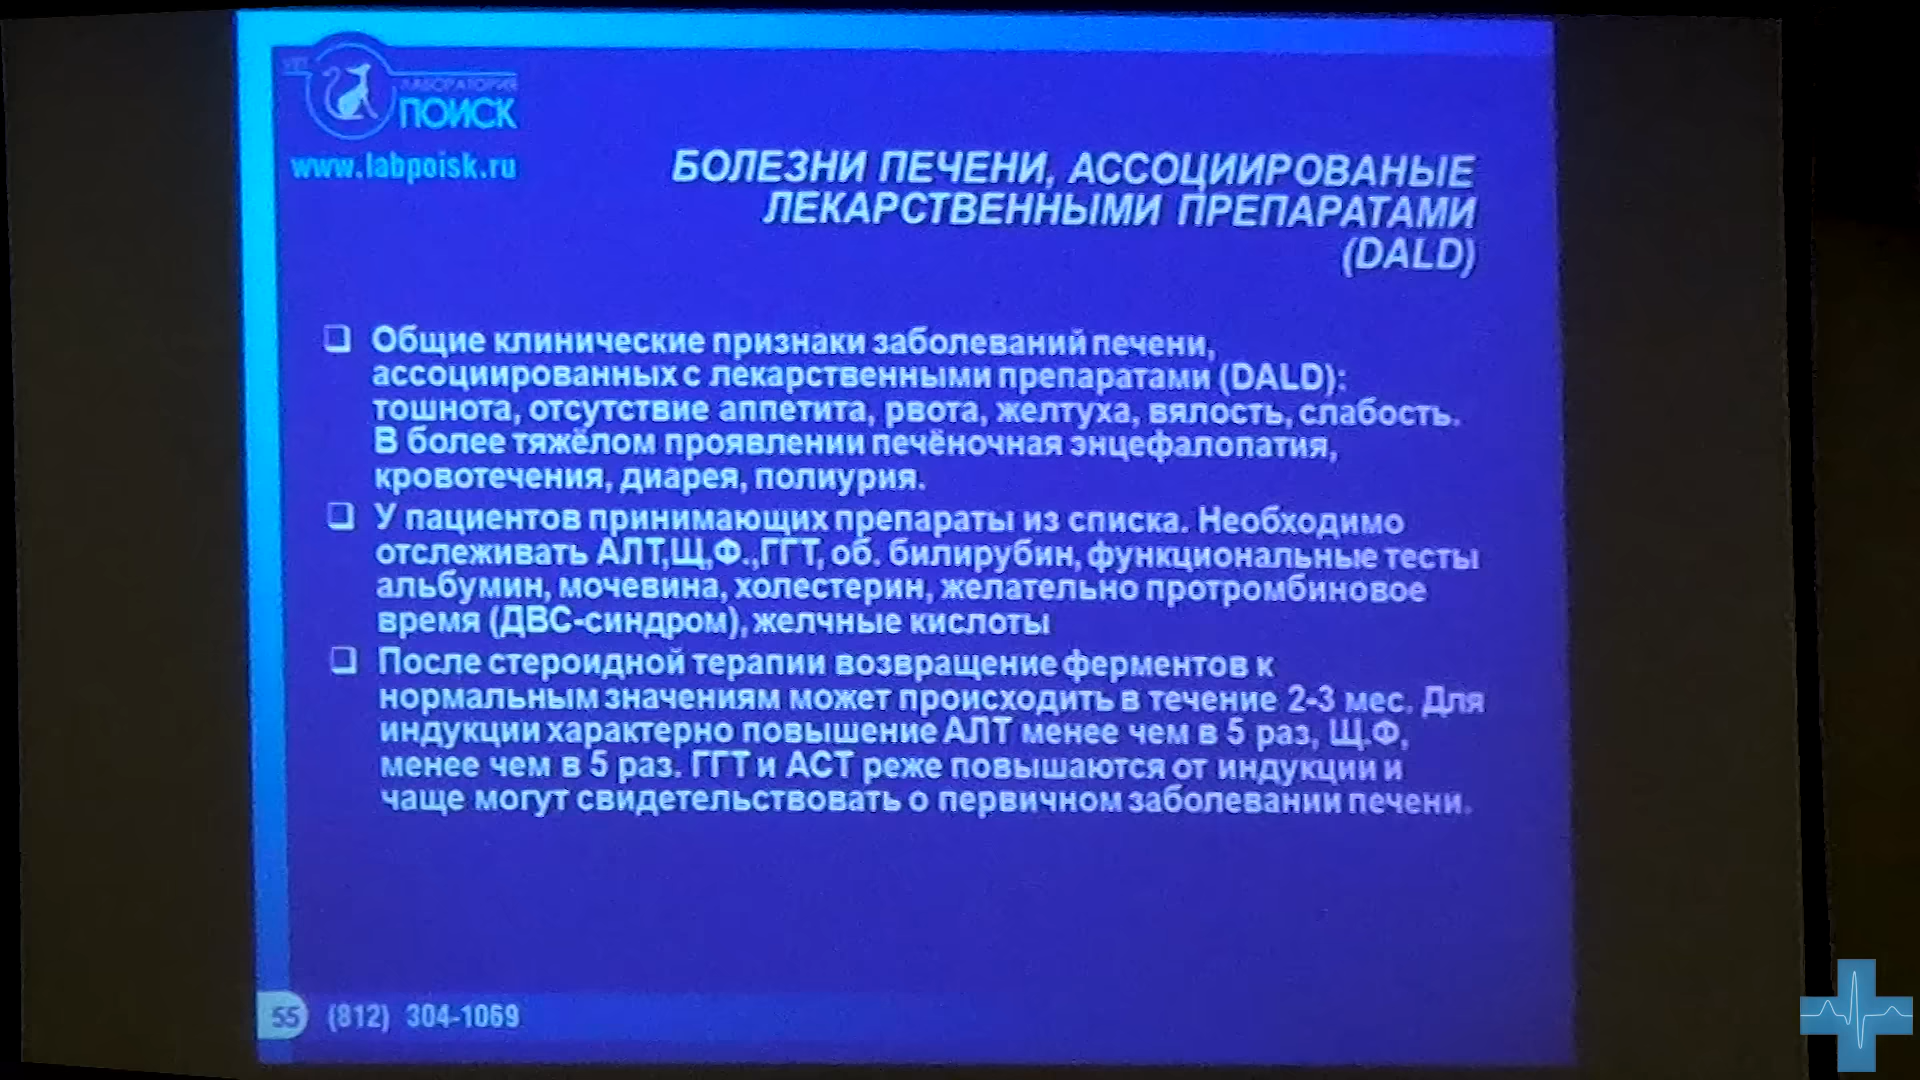 VET
ЛАБОРАТОРИЯ
ПОИСК
www.labpoisk.ru
БОЛЕЗНИ ПЕЧЕНИ, АССОЦИИРОВАНЫЕ
ЛЕКАРСТВЕННЫМИ ПРЕПАРАТАМИ
(DALD)
❑ Общие клинические признаки заболеваний печени,
ассоциированных с лекарственными препаратами (DALD):
тошнота, отсутствие аппетита, рвота, желтуха, вялость, слабость.
В более тяжёлом проявлении печёночная энцефалопатия,
кровотечения, диарея, полиурия.
❑ У пациентов принимающих препараты из списка. Необходимо
отслеживать АЛТ,Щ,Ф.,ГГТ, об. билирубин, функциональные тесты
альбумин, мочевина, холестерин, желательно протромбиновое
время (ДВС-синдром), желчные кислоты
❑ После стероидной терапии возвращение ферментов к
нормальным значениям может происходить в течение 2-3 мес. Для
индукции характерно повышение АЛТ менее чем в 5 раз, Щ.Ф,
менее чем в 5 раз. ГГТ и АСТ реже повышаются от индукции и
чаще могут свидетельствовать о первичном заболевании печени.
55 (812) 304-1069